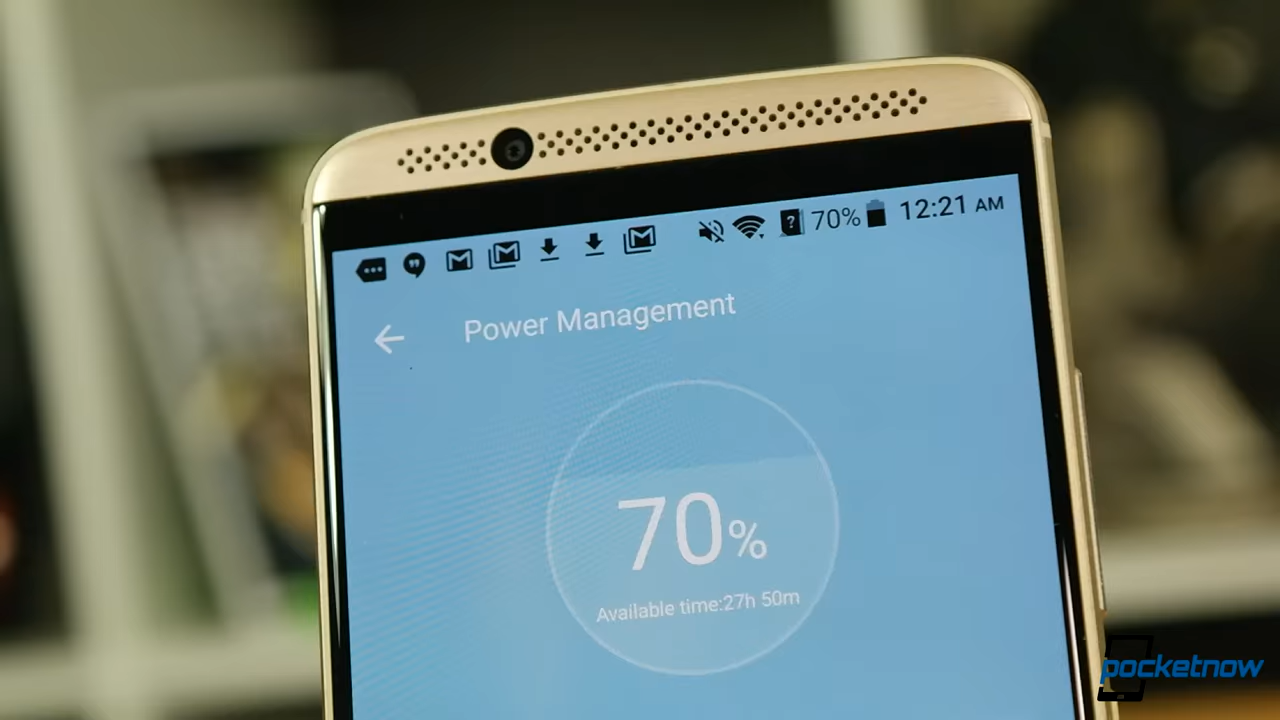 70% 12:21 AM
Power Management
70%
Available time:27h 50m
pocketnow